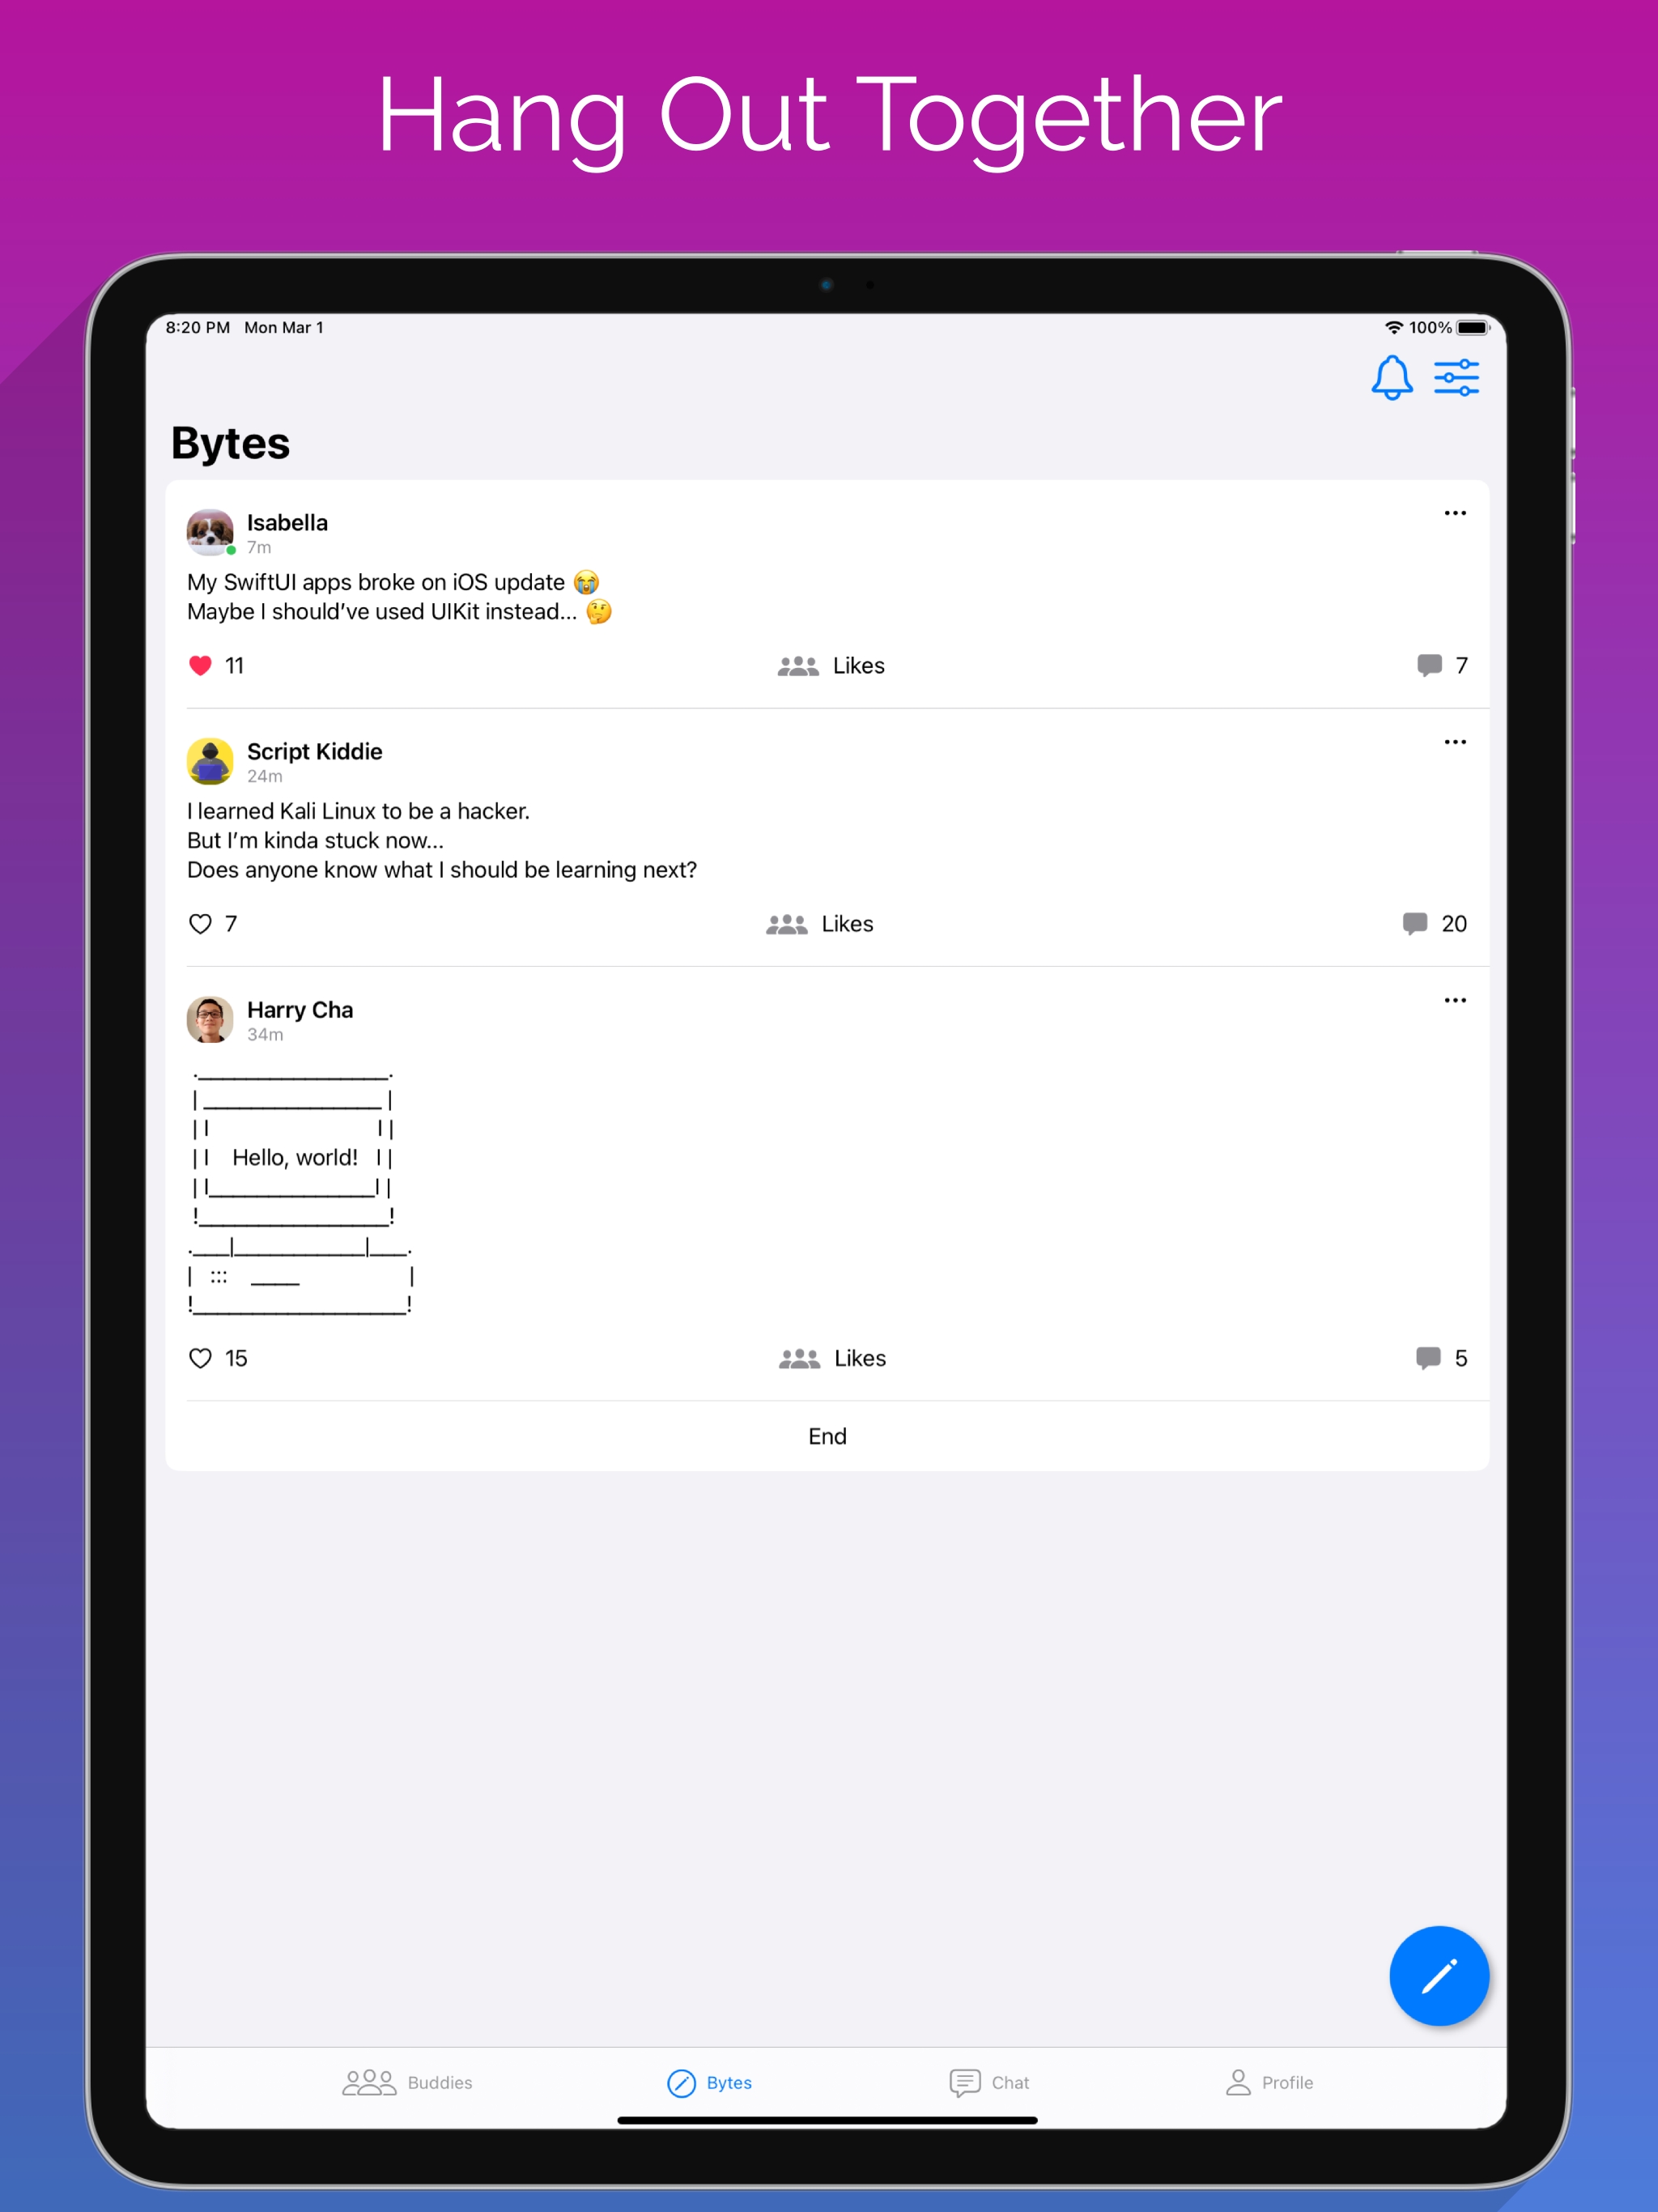 Hang Out Together
8:20 PM Mon Mar 1
100%
Bytes
Isabella
7m
My SwiftUI apps broke on iOS update 😭
Maybe I should've used UIKit instead... 🤔
11 Likes 7
Script Kiddie
24m
I learned Kali Linux to be a hacker.
But I'm kinda stuck now...
Does anyone know what I should be learning next?
7 Likes 20
Harry Cha
34m
.________________.
|_______________|
||              ||
|| Hello, world! ||
||______________||
!________________!
.___|___________|___.
| ::: ____ |
!__________________!
15 Likes 5
End
Buddies Bytes Chat Profile